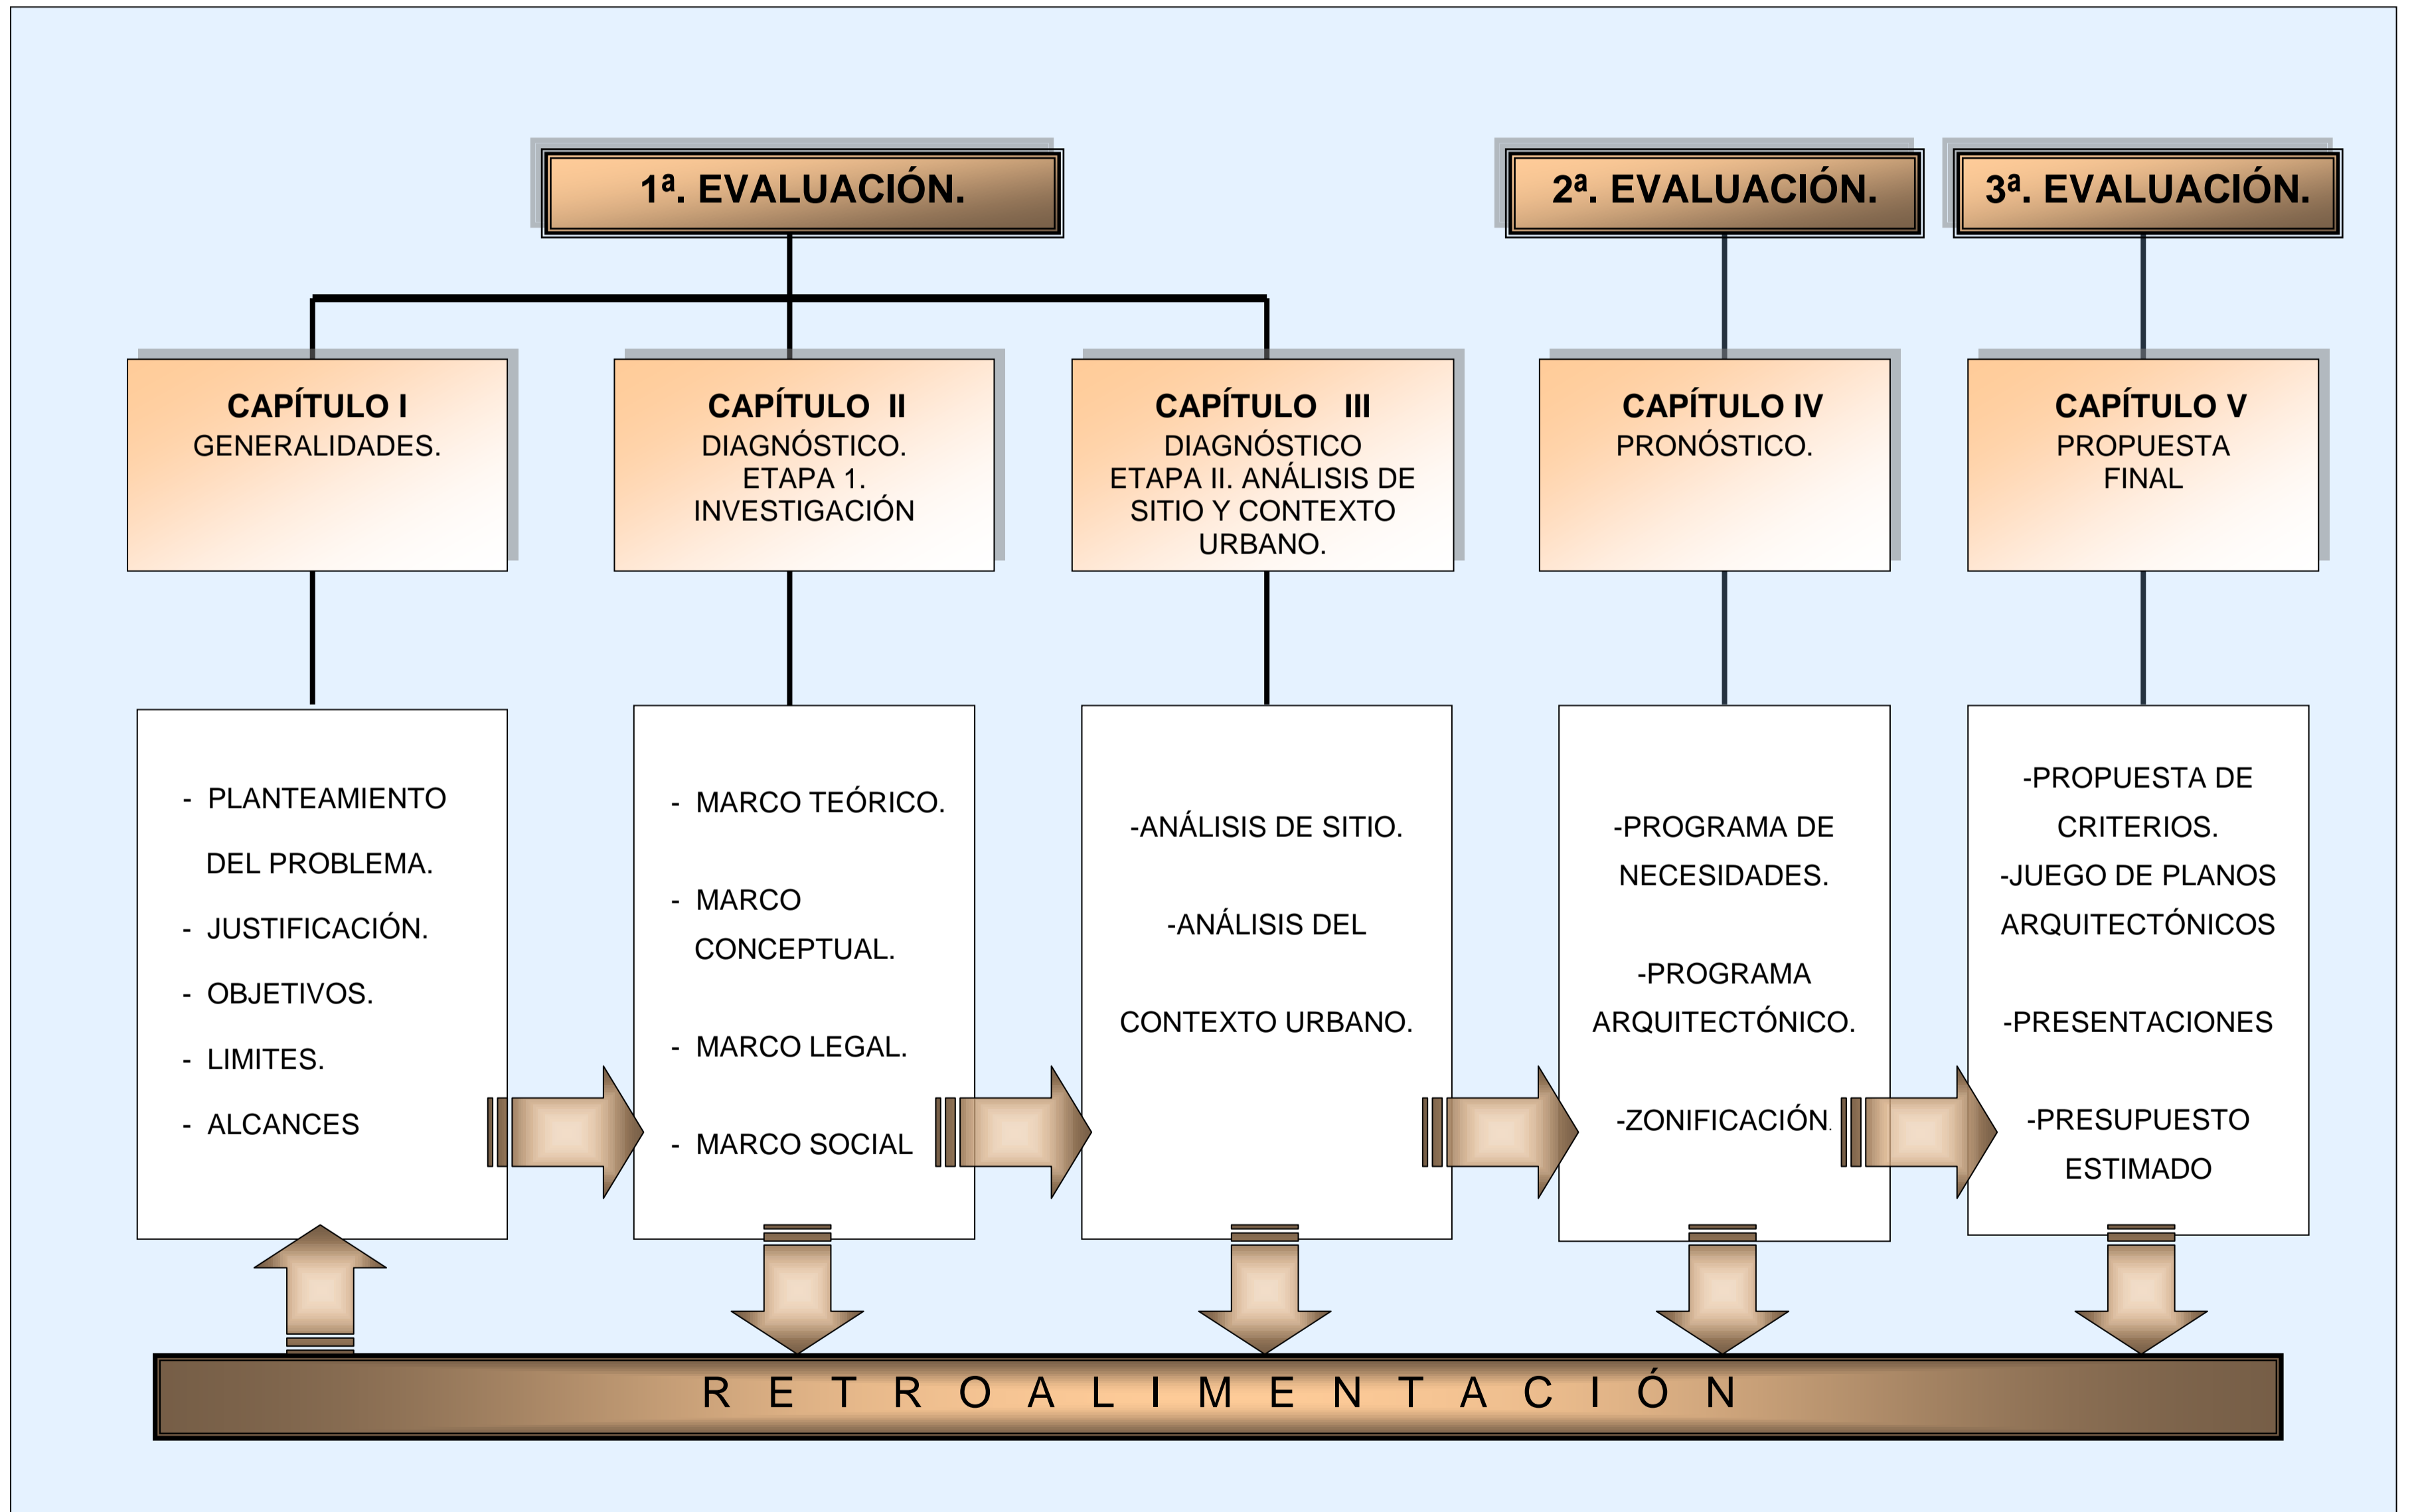 1ª. EVALUACIÓN.
2ª. EVALUACIÓN.
3ª. EVALUACIÓN.
CAPÍTULO I
GENERALIDADES.
CAPÍTULO II
DIAGNÓSTICO.
ETAPA 1.
INVESTIGACIÓN
CAPÍTULO III
DIAGNÓSTICO
ETAPA II. ANÁLISIS DE
SITIO Y CONTEXTO
URBANO.
CAPÍTULO IV
PRONÓSTICO.
CAPÍTULO V
PROPUESTA
FINAL
- PLANTEAMIENTO
DEL PROBLEMA.
- JUSTIFICACIÓN.
- OBJETIVOS.
- LIMITES.
- ALCANCES
- MARCO TEÓRICO.
- MARCO
CONCEPTUAL.
- MARCO LEGAL.
- MARCO SOCIAL
-ANÁLISIS DE SITIO.
-ANÁLISIS DEL
CONTEXTO URBANO.
-PROGRAMA DE
NECESIDADES.
-PROGRAMA
ARQUITECTÓNICO.
-ZONIFICACIÓN.
-PROPUESTA DE
CRITERIOS.
-JUEGO DE PLANOS
ARQUITECTÓNICOS
-PRESENTACIONES
-PRESUPUESTO
ESTIMADO
R E T R O A L I M E N T A C I Ó N